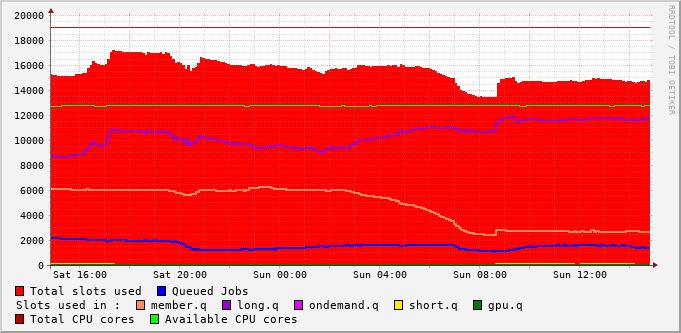 20000
18000
16000
14000
12000
10000
8000
6000
4000
2000
0
Sat 16:00 Sat 20:00 Sun 00:00 Sun 04:00 Sun 08:00 Sun 12:00
RRDTOOL / TOBI OETIKER
Total slots used Queued Jobs
Slots used in : member.q long.q ondemand.q short.q gpu.q
Total CPU cores Available CPU cores